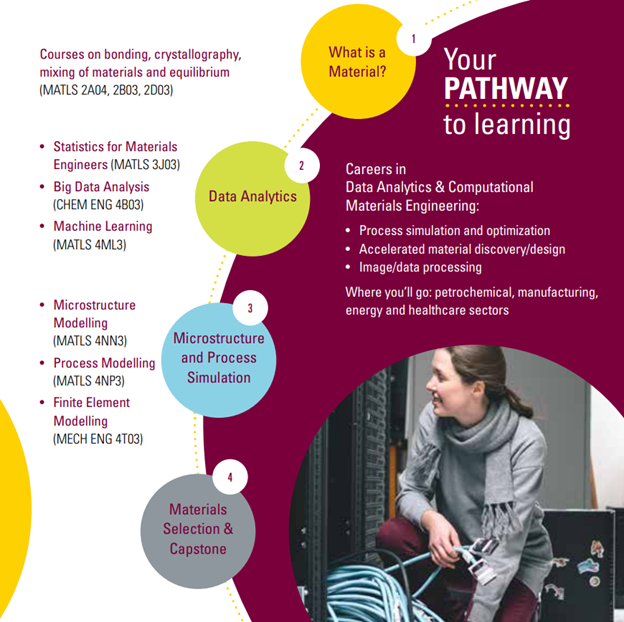 Your
PATHWAY
to learning
1
What is a
Material?
Courses on bonding, crystallography,
mixing of materials and equilibrium
(MATLS 2A04, 2B03, 2D03)
2
Data Analytics
• Statistics for Materials
Engineers (MATLS 3J03)
• Big Data Analysis
(CHEM ENG 4B03)
• Machine Learning
(MATLS 4ML3)
3
Microstructure
and Process
Simulation
• Microstructure
Modelling
(MATLS 4NN3)
• Process Modelling
(MATLS 4NP3)
• Finite Element
Modelling
(MECH ENG 4T03)
4
Materials
Selection &
Capstone
Careers in
Data Analytics & Computational
Materials Engineering:
• Process simulation and optimization
• Accelerated material discovery/design
• Image/data processing
Where you’ll go: petrochemical, manufacturing,
energy and healthcare sectors